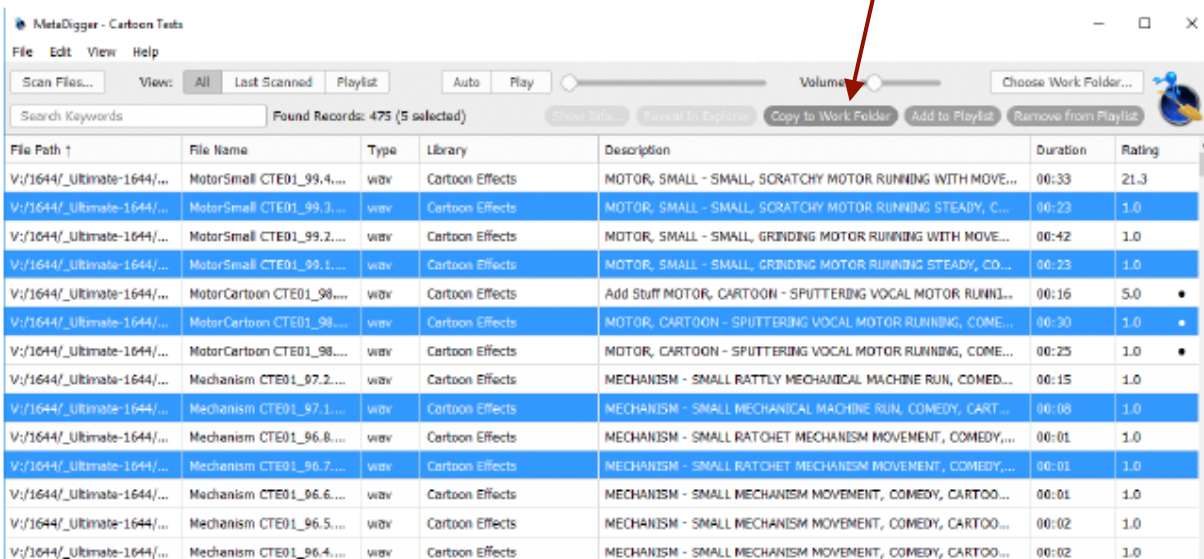 MetaDigger - Cartoon Tests
File Edit View Help
Scan Files... View: All Last Scanned Playlist Auto Play Volume Choose Work Folder...
Search Keywords Found Records: 475 (5 selected) Show Info... Reveal In Explorer Copy to Work Folder Add to Playlist Remove from Playlist
File Path ↑ File Name Type Library Description Duration Rating
V:/1644/_Ultimate-1644/... MotorSmall CTE01_99.4.... wav Cartoon Effects MOTOR, SMALL - SMALL, SCRATCHY MOTOR RUNNING WITH MOVE... 00:33 21.3
V:/1644/_Ultimate-1644/... MotorSmall CTE01_99.3.... wav Cartoon Effects MOTOR, SMALL - SMALL, SCRATCHY MOTOR RUNNING STEADY, C... 00:23 1.0
V:/1644/_Ultimate-1644/... MotorSmall CTE01_99.2.... wav Cartoon Effects MOTOR, SMALL - SMALL, GRINDING MOTOR RUNNING WITH MOVE... 00:42 1.0
V:/1644/_Ultimate-1644/... MotorSmall CTE01_99.1.... wav Cartoon Effects MOTOR, SMALL - SMALL, GRINDING MOTOR RUNNING STEADY, CO... 00:23 1.0
V:/1644/_Ultimate-1644/... MotorCartoon CTE01_98.... wav Cartoon Effects Add Stuff MOTOR, CARTOON - SPUTTERING VOCAL MOTOR RUNNI... 00:16 5.0 •
V:/1644/_Ultimate-1644/... MotorCartoon CTE01_98.... wav Cartoon Effects MOTOR, CARTOON - SPUTTERING VOCAL MOTOR RUNNING, COME... 00:30 1.0 •
V:/1644/_Ultimate-1644/... MotorCartoon CTE01_98.... wav Cartoon Effects MOTOR, CARTOON - SPUTTERING VOCAL MOTOR RUNNING, COME... 00:25 1.0 •
V:/1644/_Ultimate-1644/... Mechanism CTE01_97.2.... wav Cartoon Effects MECHANISM - SMALL RATTLY MECHANICAL MACHINE RUN, COMED... 00:15 1.0
V:/1644/_Ultimate-1644/... Mechanism CTE01_97.1.... wav Cartoon Effects MECHANISM - SMALL MECHANICAL MACHINE RUN, COMEDY, CART... 00:08 1.0
V:/1644/_Ultimate-1644/... Mechanism CTE01_96.8.... wav Cartoon Effects MECHANISM - SMALL RATCHET MECHANISM MOVEMENT, COMEDY,... 00:01 1.0
V:/1644/_Ultimate-1644/... Mechanism CTE01_96.7.... wav Cartoon Effects MECHANISM - SMALL RATCHET MECHANISM MOVEMENT, COMEDY,... 00:01 1.0
V:/1644/_Ultimate-1644/... Mechanism CTE01_96.6.... wav Cartoon Effects MECHANISM - SMALL MECHANISM MOVEMENT, COMEDY, CARTOO... 00:01 1.0
V:/1644/_Ultimate-1644/... Mechanism CTE01_96.5.... wav Cartoon Effects MECHANISM - SMALL MECHANISM MOVEMENT, COMEDY, CARTOO... 00:02 1.0
V:/1644/_Ultimate-1644/... Mechanism CTE01_96.4.... wav Cartoon Effects MECHANISM - SMALL MECHANISM MOVEMENT, COMEDY, CARTOO... 00:02 1.0